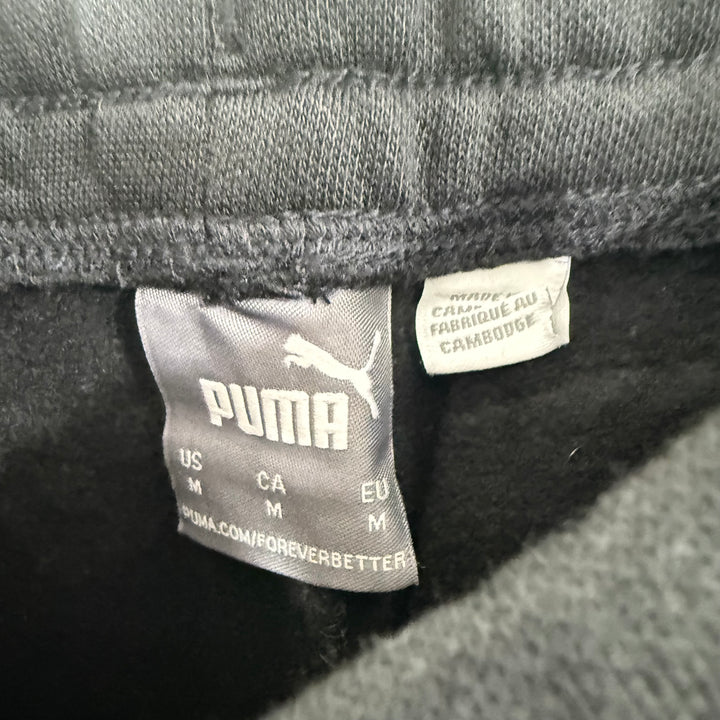 PUMA
US CA EU
M M M
PUMA.COM/FOREVERBETTER
MADE
FABRIQUÉ AU
CAMBODGE